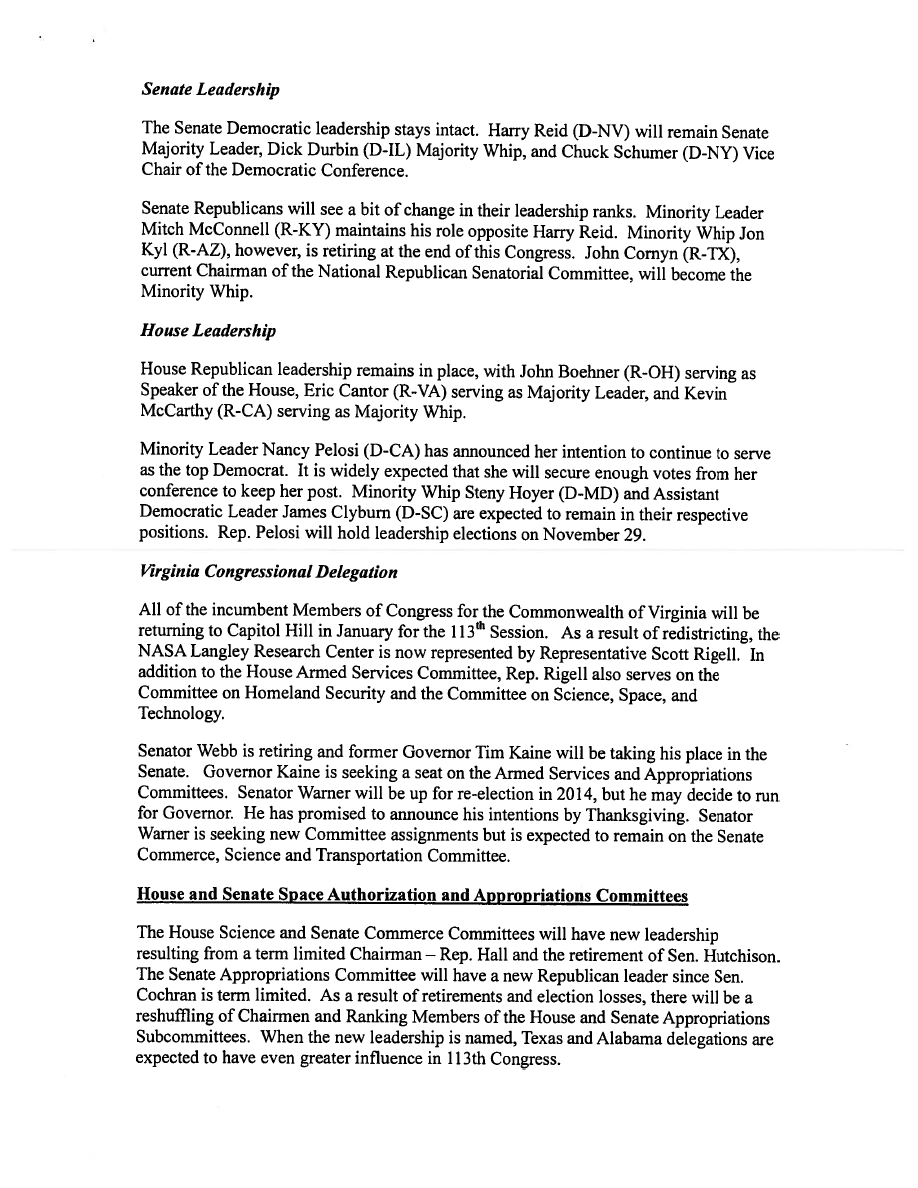 Senate Leadership
The Senate Democratic leadership stays intact.  Harry Reid (D-NV) will remain Senate
Majority Leader, Dick Durbin (D-IL) Majority Whip, and Chuck Schumer (D-NY) Vice
Chair of the Democratic Conference.
Senate Republicans will see a bit of change in their leadership ranks.  Minority Leader
Mitch McConnell (R-KY) maintains his role opposite Harry Reid.  Minority Whip Jon
Kyl (R-AZ), however, is retiring at the end of this Congress.  John Cornyn (R-TX),
current Chairman of the National Republican Senatorial Committee, will become the
Minority Whip.
House Leadership
House Republican leadership remains in place, with John Boehner (R-OH) serving as
Speaker of the House, Eric Cantor (R-VA) serving as Majority Leader, and Kevin
McCarthy (R-CA) serving as Majority Whip.
Minority Leader Nancy Pelosi (D-CA) has announced her intention to continue to serve
as the top Democrat.  It is widely expected that she will secure enough votes from her
conference to keep her post.  Minority Whip Steny Hoyer (D-MD) and Assistant
Democratic Leader James Clyburn (D-SC) are expected to remain in their respective
positions.  Rep. Pelosi will hold leadership elections on November 29.
Virginia Congressional Delegation
All of the incumbent Members of Congress for the Commonwealth of Virginia will be
returning to Capitol Hill in January for the 113th Session.  As a result of redistricting, the
NASA Langley Research Center is now represented by Representative Scott Rigell.  In
addition to the House Armed Services Committee, Rep. Rigell also serves on the
Committee on Homeland Security and the Committee on Science, Space, and
Technology.
Senator Webb is retiring and former Governor Tim Kaine will be taking his place in the
Senate.   Governor Kaine is seeking a seat on the Armed Services and Appropriations
Committees.  Senator Warner will be up for re-election in 2014, but he may decide to run
for Governor.  He has promised to announce his intentions by Thanksgiving.  Senator
Warner is seeking new Committee assignments but is expected to remain on the Senate
Commerce, Science and Transportation Committee.
House and Senate Space Authorization and Appropriations Committees
The House Science and Senate Commerce Committees will have new leadership
resulting from a term limited Chairman – Rep. Hall and the retirement of Sen. Hutchison.
The Senate Appropriations Committee will have a new Republican leader since Sen.
Cochran is term limited.  As a result of retirements and election losses, there will be a
reshuffling of Chairmen and Ranking Members of the House and Senate Appropriations
Subcommittees.  When the new leadership is named, Texas and Alabama delegations are
expected to have even greater influence in 113th Congress.